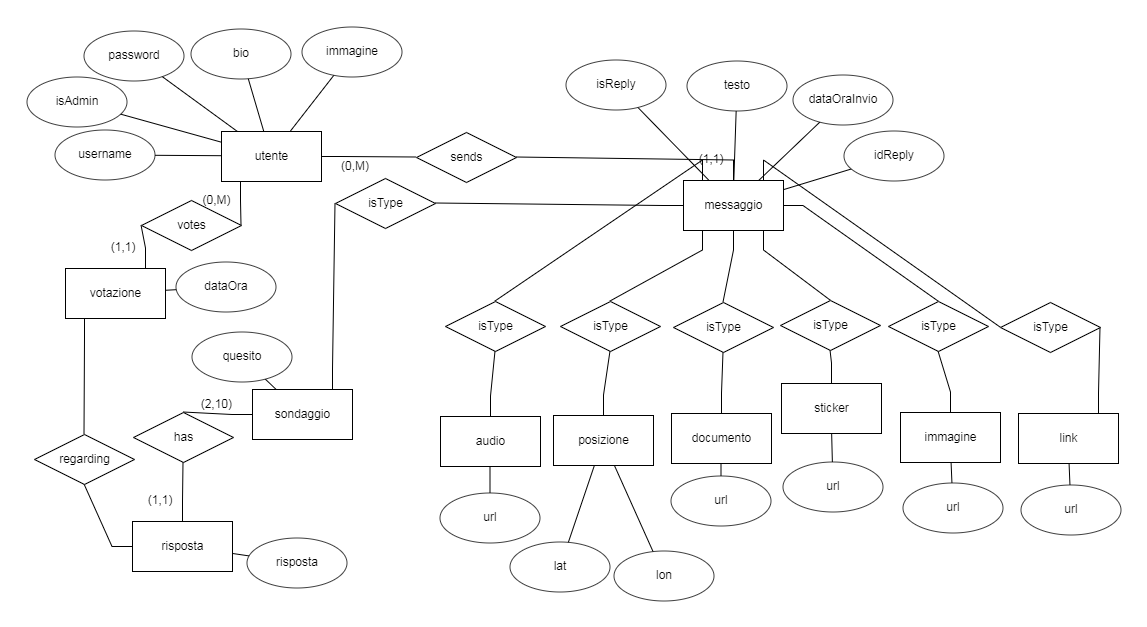 password
bio
immagine
isAdmin
username
utente
(0,M)
sends
(1,1)
isReply
testo
dataOraInvio
idReply
messaggio
isType
(0,M)
votes
(1,1)
votazione
dataOra
quesito
sondaggio
(2,10)
has
(1,1)
regarding
risposta
risposta
isType
isType
isType
isType
isType
isType
audio
posizione
documento
sticker
immagine
link
url
lat
lon
url
url
url
url